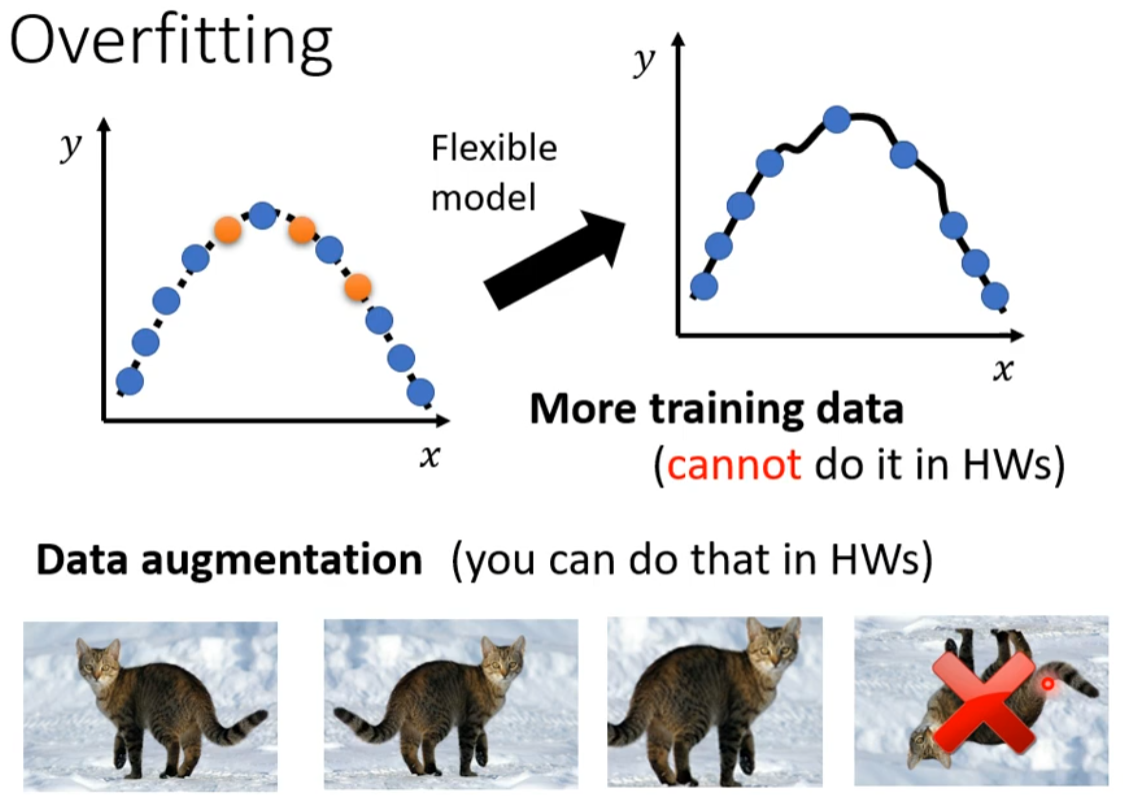 Overfitting
y
x
Flexible
model
y
x
More training data
(cannot do it in HWs)
Data augmentation (you can do that in HWs)